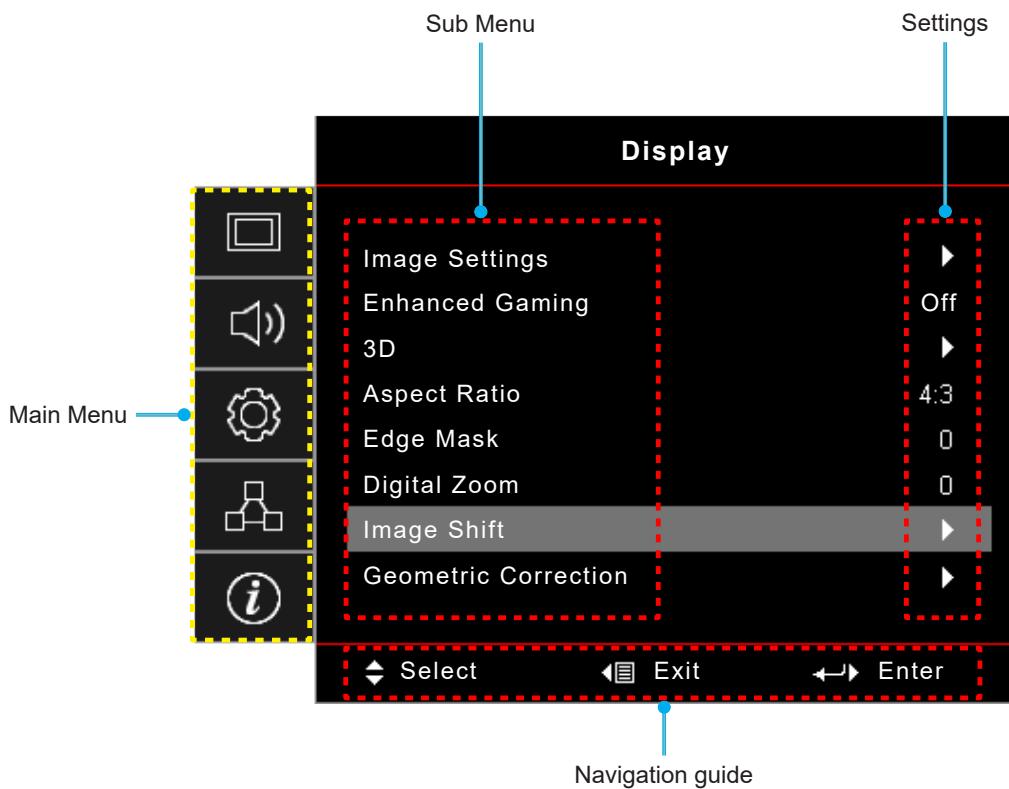 Sub Menu
Settings
Display
Image Settings
Enhanced Gaming Off
3D
Aspect Ratio 4:3
Edge Mask 0
Digital Zoom 0
Image Shift
Geometric Correction
Main Menu
Select Exit Enter
Navigation guide